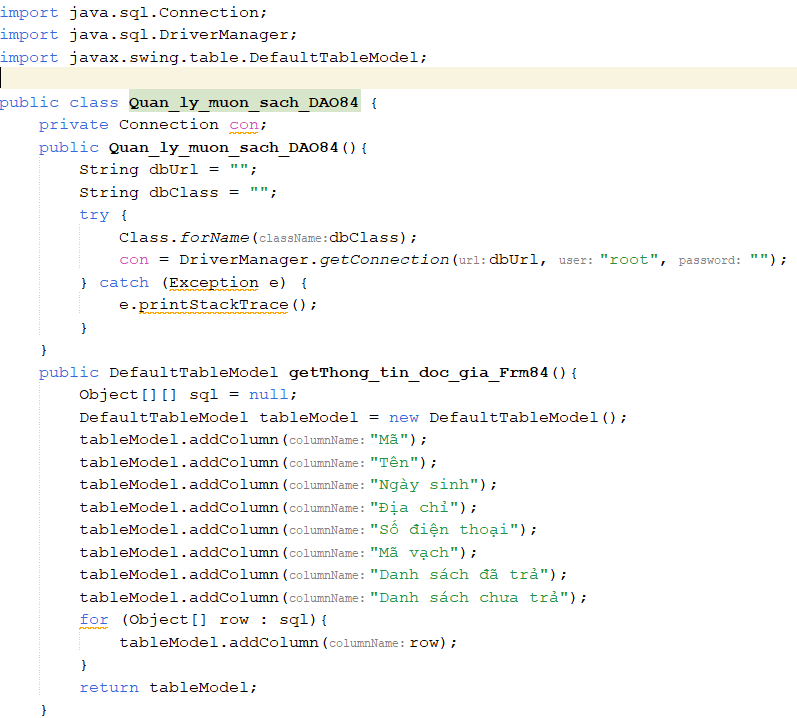 import java.sql.Connection;
import java.sql.DriverManager;
import javax.swing.table.DefaultTableModel;
public class Quan_ly_muon_sach_DAO84 {
private Connection con;
public Quan_ly_muon_sach_DAO84(){
String dbUrl = "";
String dbClass = "";
try {
Class.forName(className:dbClass);
con = DriverManager.getConnection(url:dbUrl, user:"root", password:"");
} catch (Exception e) {
e.printStackTrace();
}
}
public DefaultTableModel getThong_tin_doc_gia_Frm84(){
Object[][] sql = null;
DefaultTableModel tableModel = new DefaultTableModel();
tableModel.addColumn(columnName:"Mã");
tableModel.addColumn(columnName:"Tên");
tableModel.addColumn(columnName:"Ngày sinh");
tableModel.addColumn(columnName:"Địa chỉ");
tableModel.addColumn(columnName:"Số điện thoại");
tableModel.addColumn(columnName:"Mã vạch");
tableModel.addColumn(columnName:"Danh sách đã trả");
tableModel.addColumn(columnName:"Danh sách chưa trả");
for (Object[] row : sql){
tableModel.addColumn(columnName:row);
}
return tableModel;
}